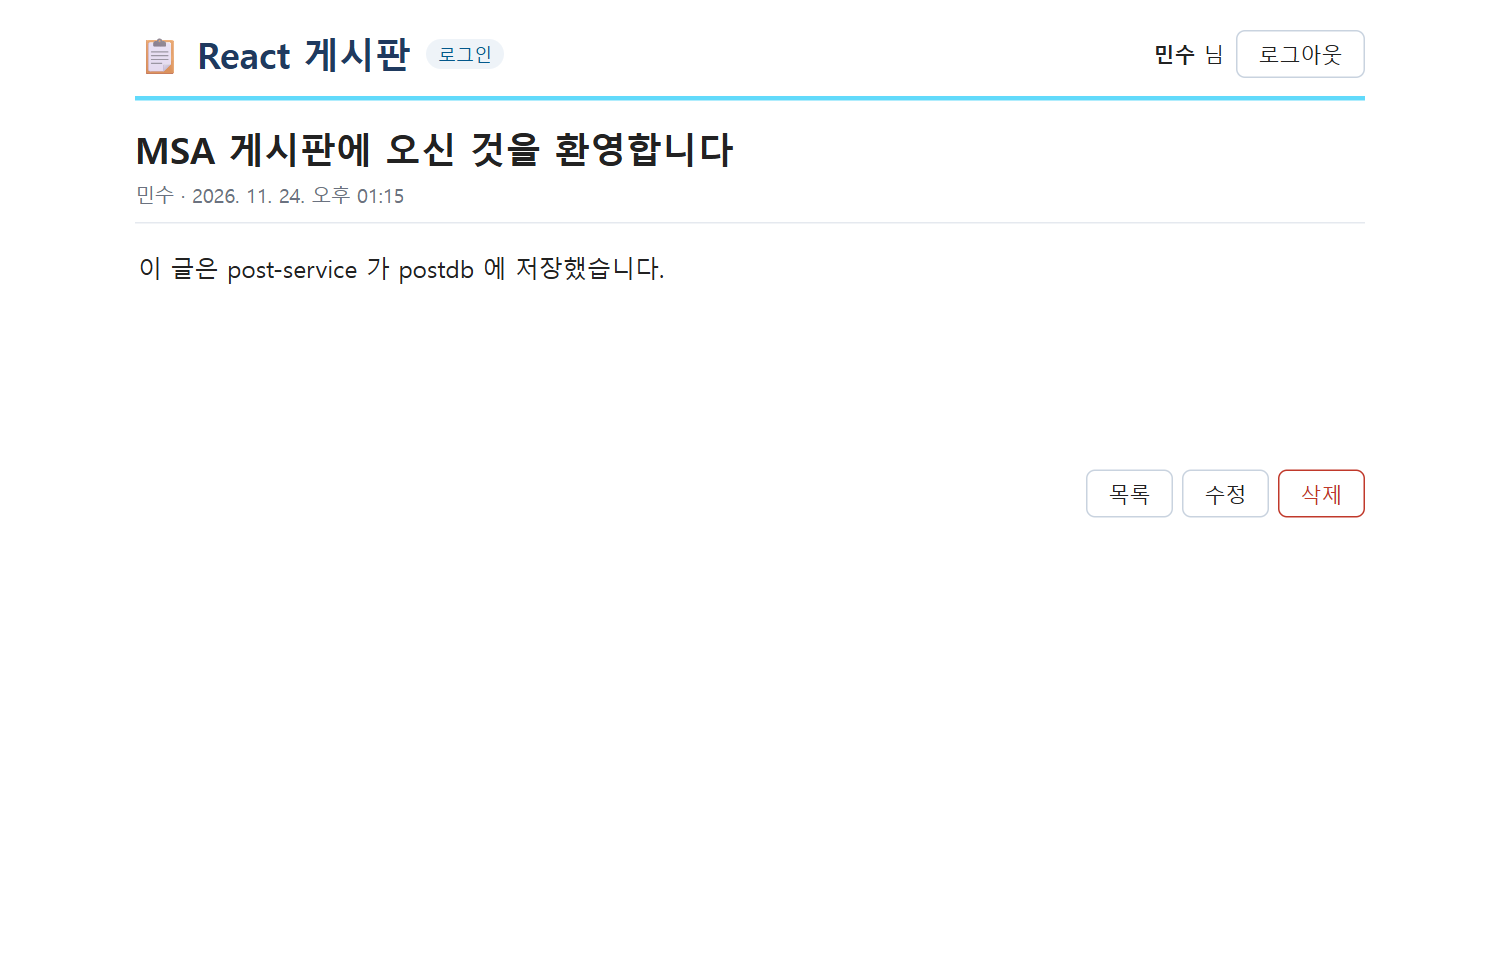 React 게시판 로그인 민수 님 로그아웃
MSA 게시판에 오신 것을 환영합니다
민수 · 2026. 11. 24. 오후 01:15
이 글은 post-service 가 postdb 에 저장했습니다.
목록 수정 삭제